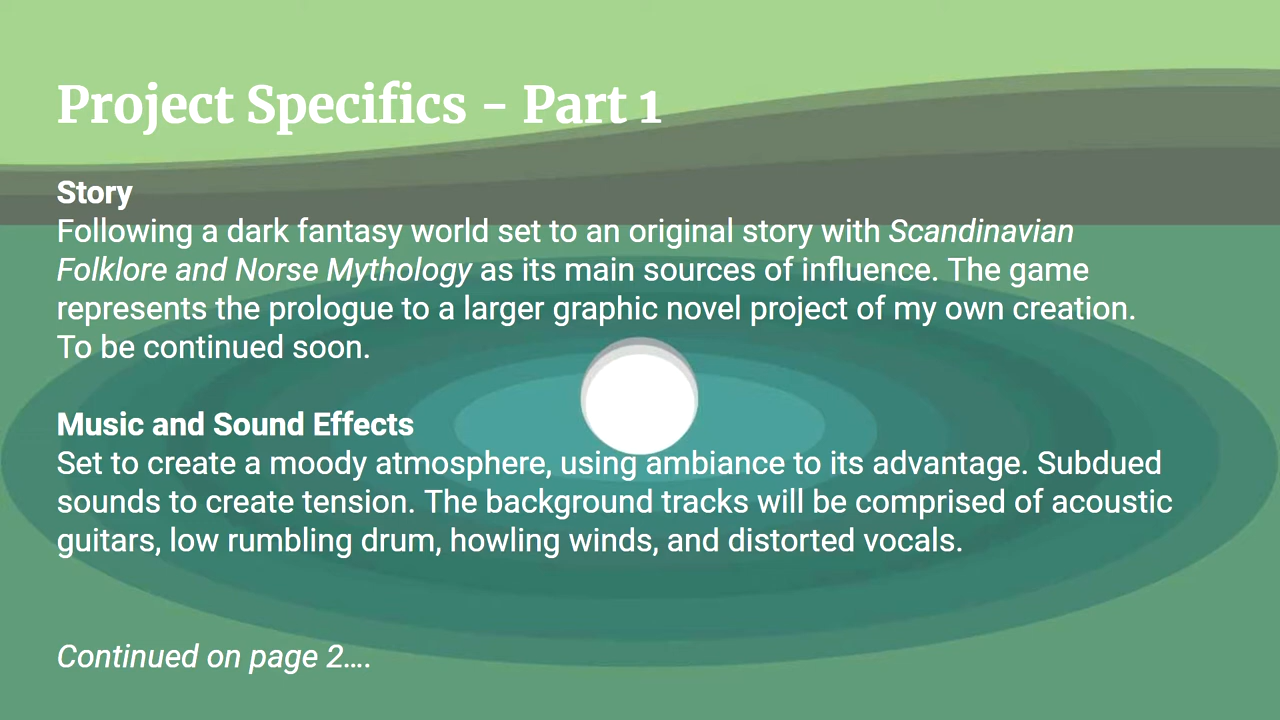 Project Specifics - Part 1
Story
Following a dark fantasy world set to an original story with Scandinavian
Folklore and Norse Mythology as its main sources of influence. The game
represents the prologue to a larger graphic novel project of my own creation.
To be continued soon.
Music and Sound Effects
Set to create a moody atmosphere, using ambiance to its advantage. Subdued
sounds to create tension. The background tracks will be comprised of acoustic
guitars, low rumbling drum, howling winds, and distorted vocals.
Continued on page 2....